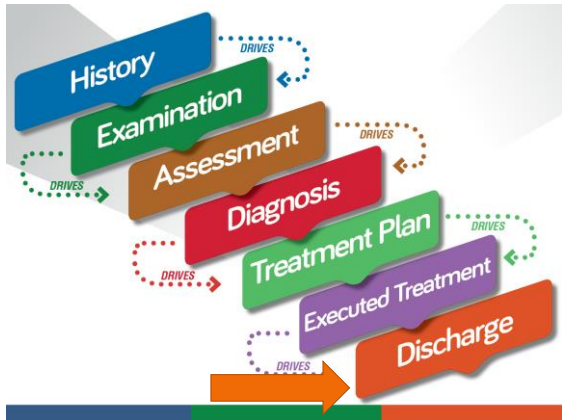 History
DRIVES
Examination
DRIVES
Assessment
DRIVES
Diagnosis
DRIVES
Treatment Plan
DRIVES
Executed Treatment
DRIVES
Discharge